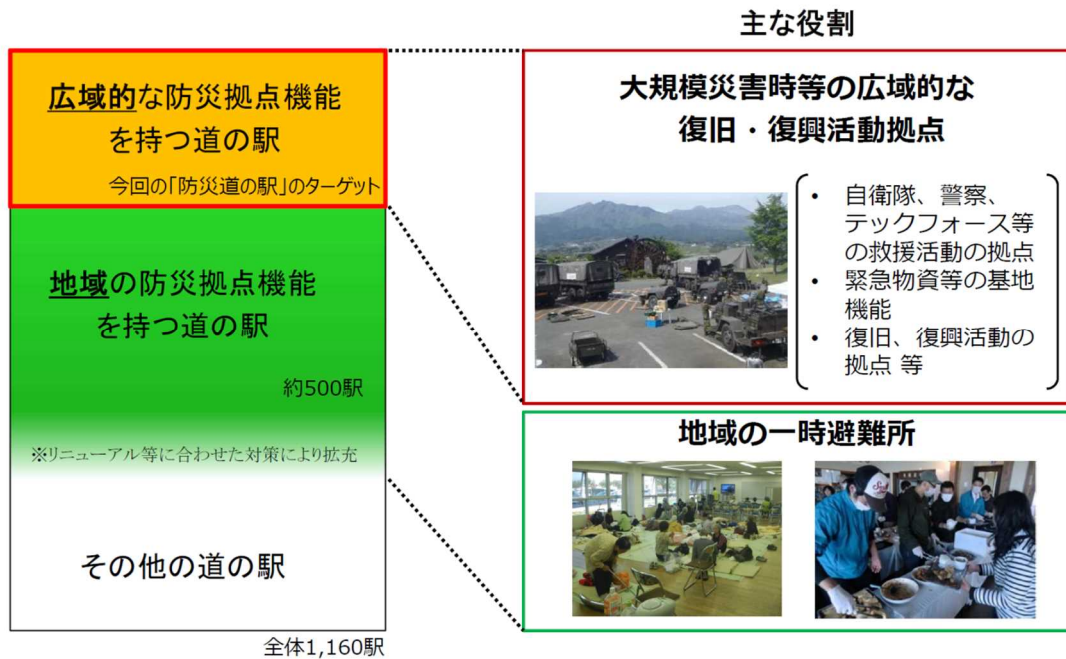 主な役割
広域的な防災拠点機能
を持つ道の駅
今回の「防災道の駅」のターゲット
地域の防災拠点機能
を持つ道の駅
約500駅
※リニューアル等に合わせた対策により拡充
その他の道の駅
全体1,160駅
大規模災害時等の広域的な
復旧・復興活動拠点
• 自衛隊、警察、
テックフォース等
の救援活動の拠点
• 緊急物資等の基地
機能
• 復旧、復興活動の
拠点 等
地域の一時避難所